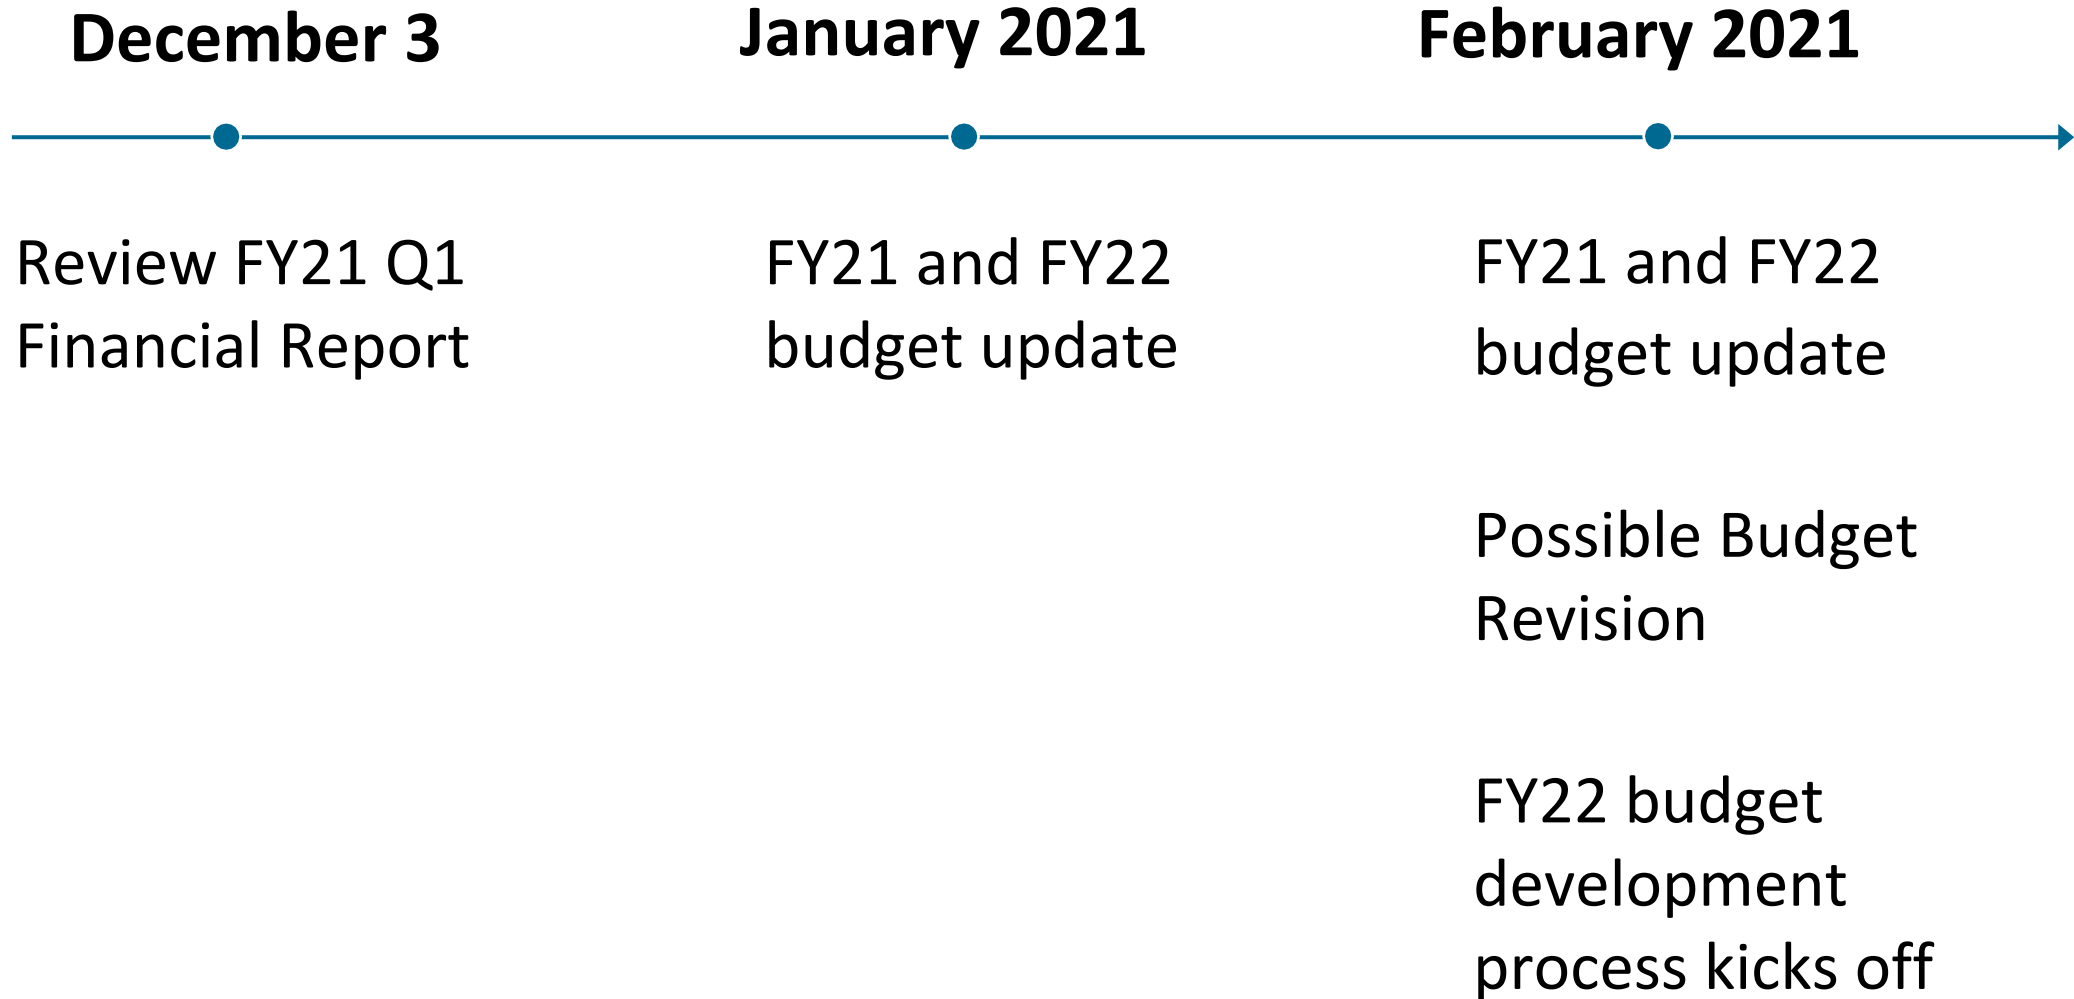 December 3
January 2021
February 2021
Review FY21 Q1
Financial Report
FY21 and FY22
budget update
FY21 and FY22
budget update
Possible Budget
Revision
FY22 budget
development
process kicks off